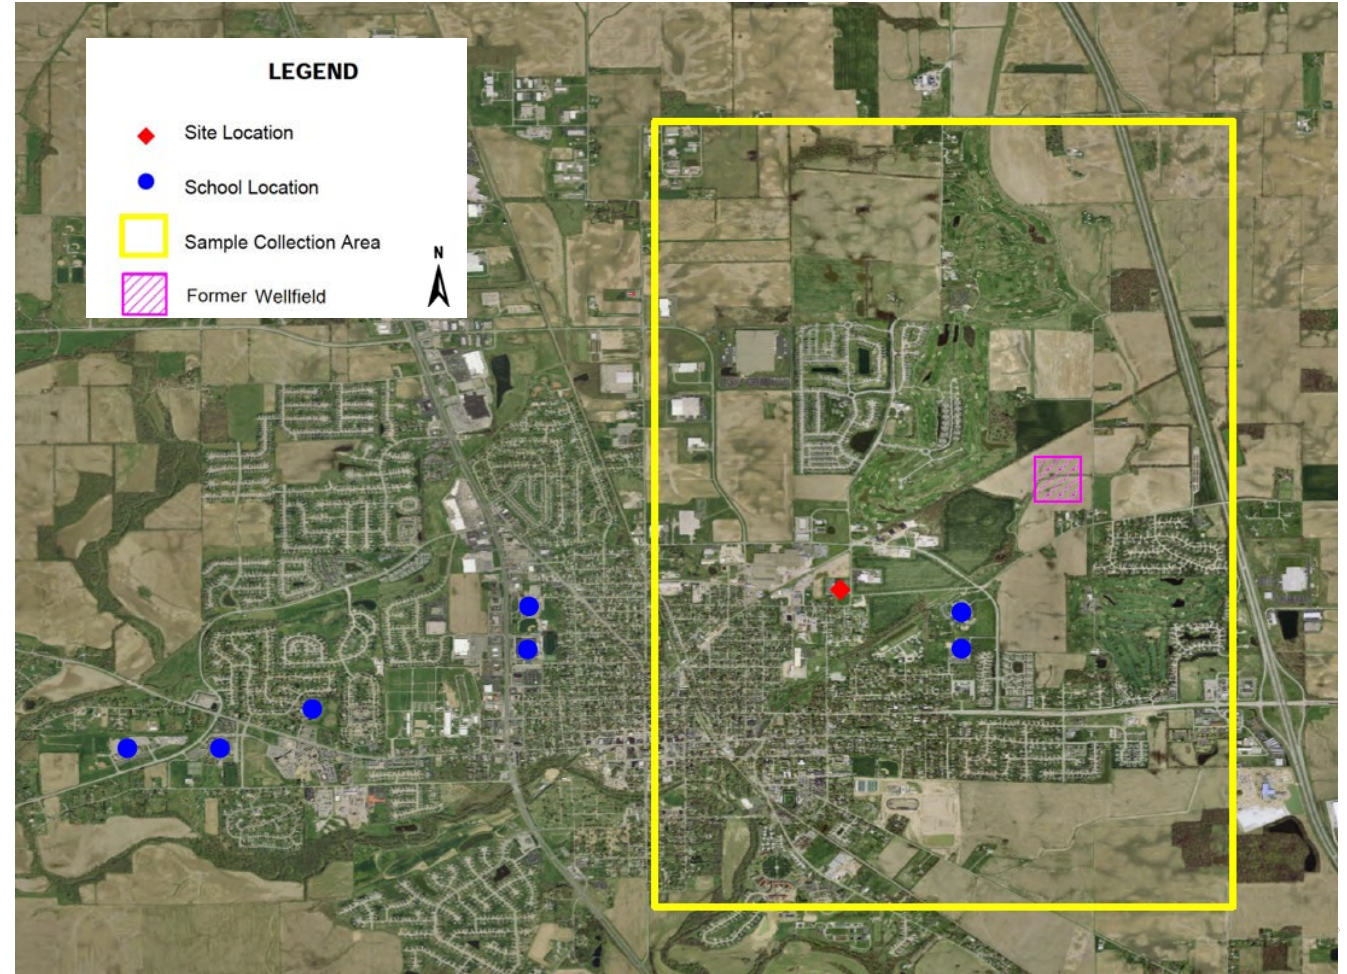 LEGEND
Site Location
School Location
Sample Collection Area
N
Former Wellfield